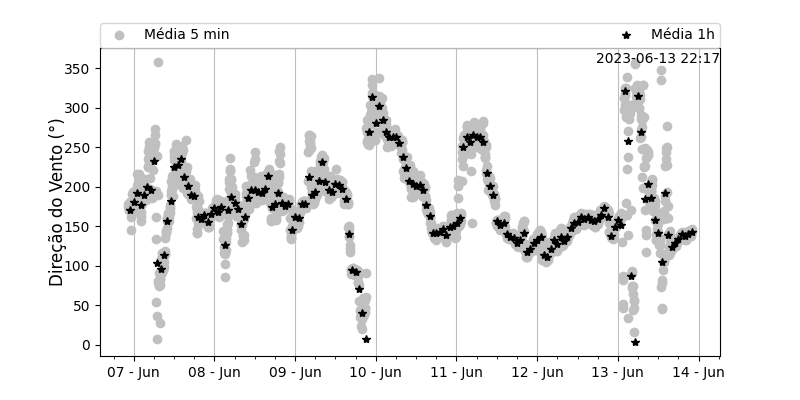 Média 5 min
Média 1h
2023-06-13 22:17
350
300
250
200
150
100
50
0
Direção do Vento (°)
07 - Jun
08 - Jun
09 - Jun
10 - Jun
11 - Jun
12 - Jun
13 - Jun
14 - Jun